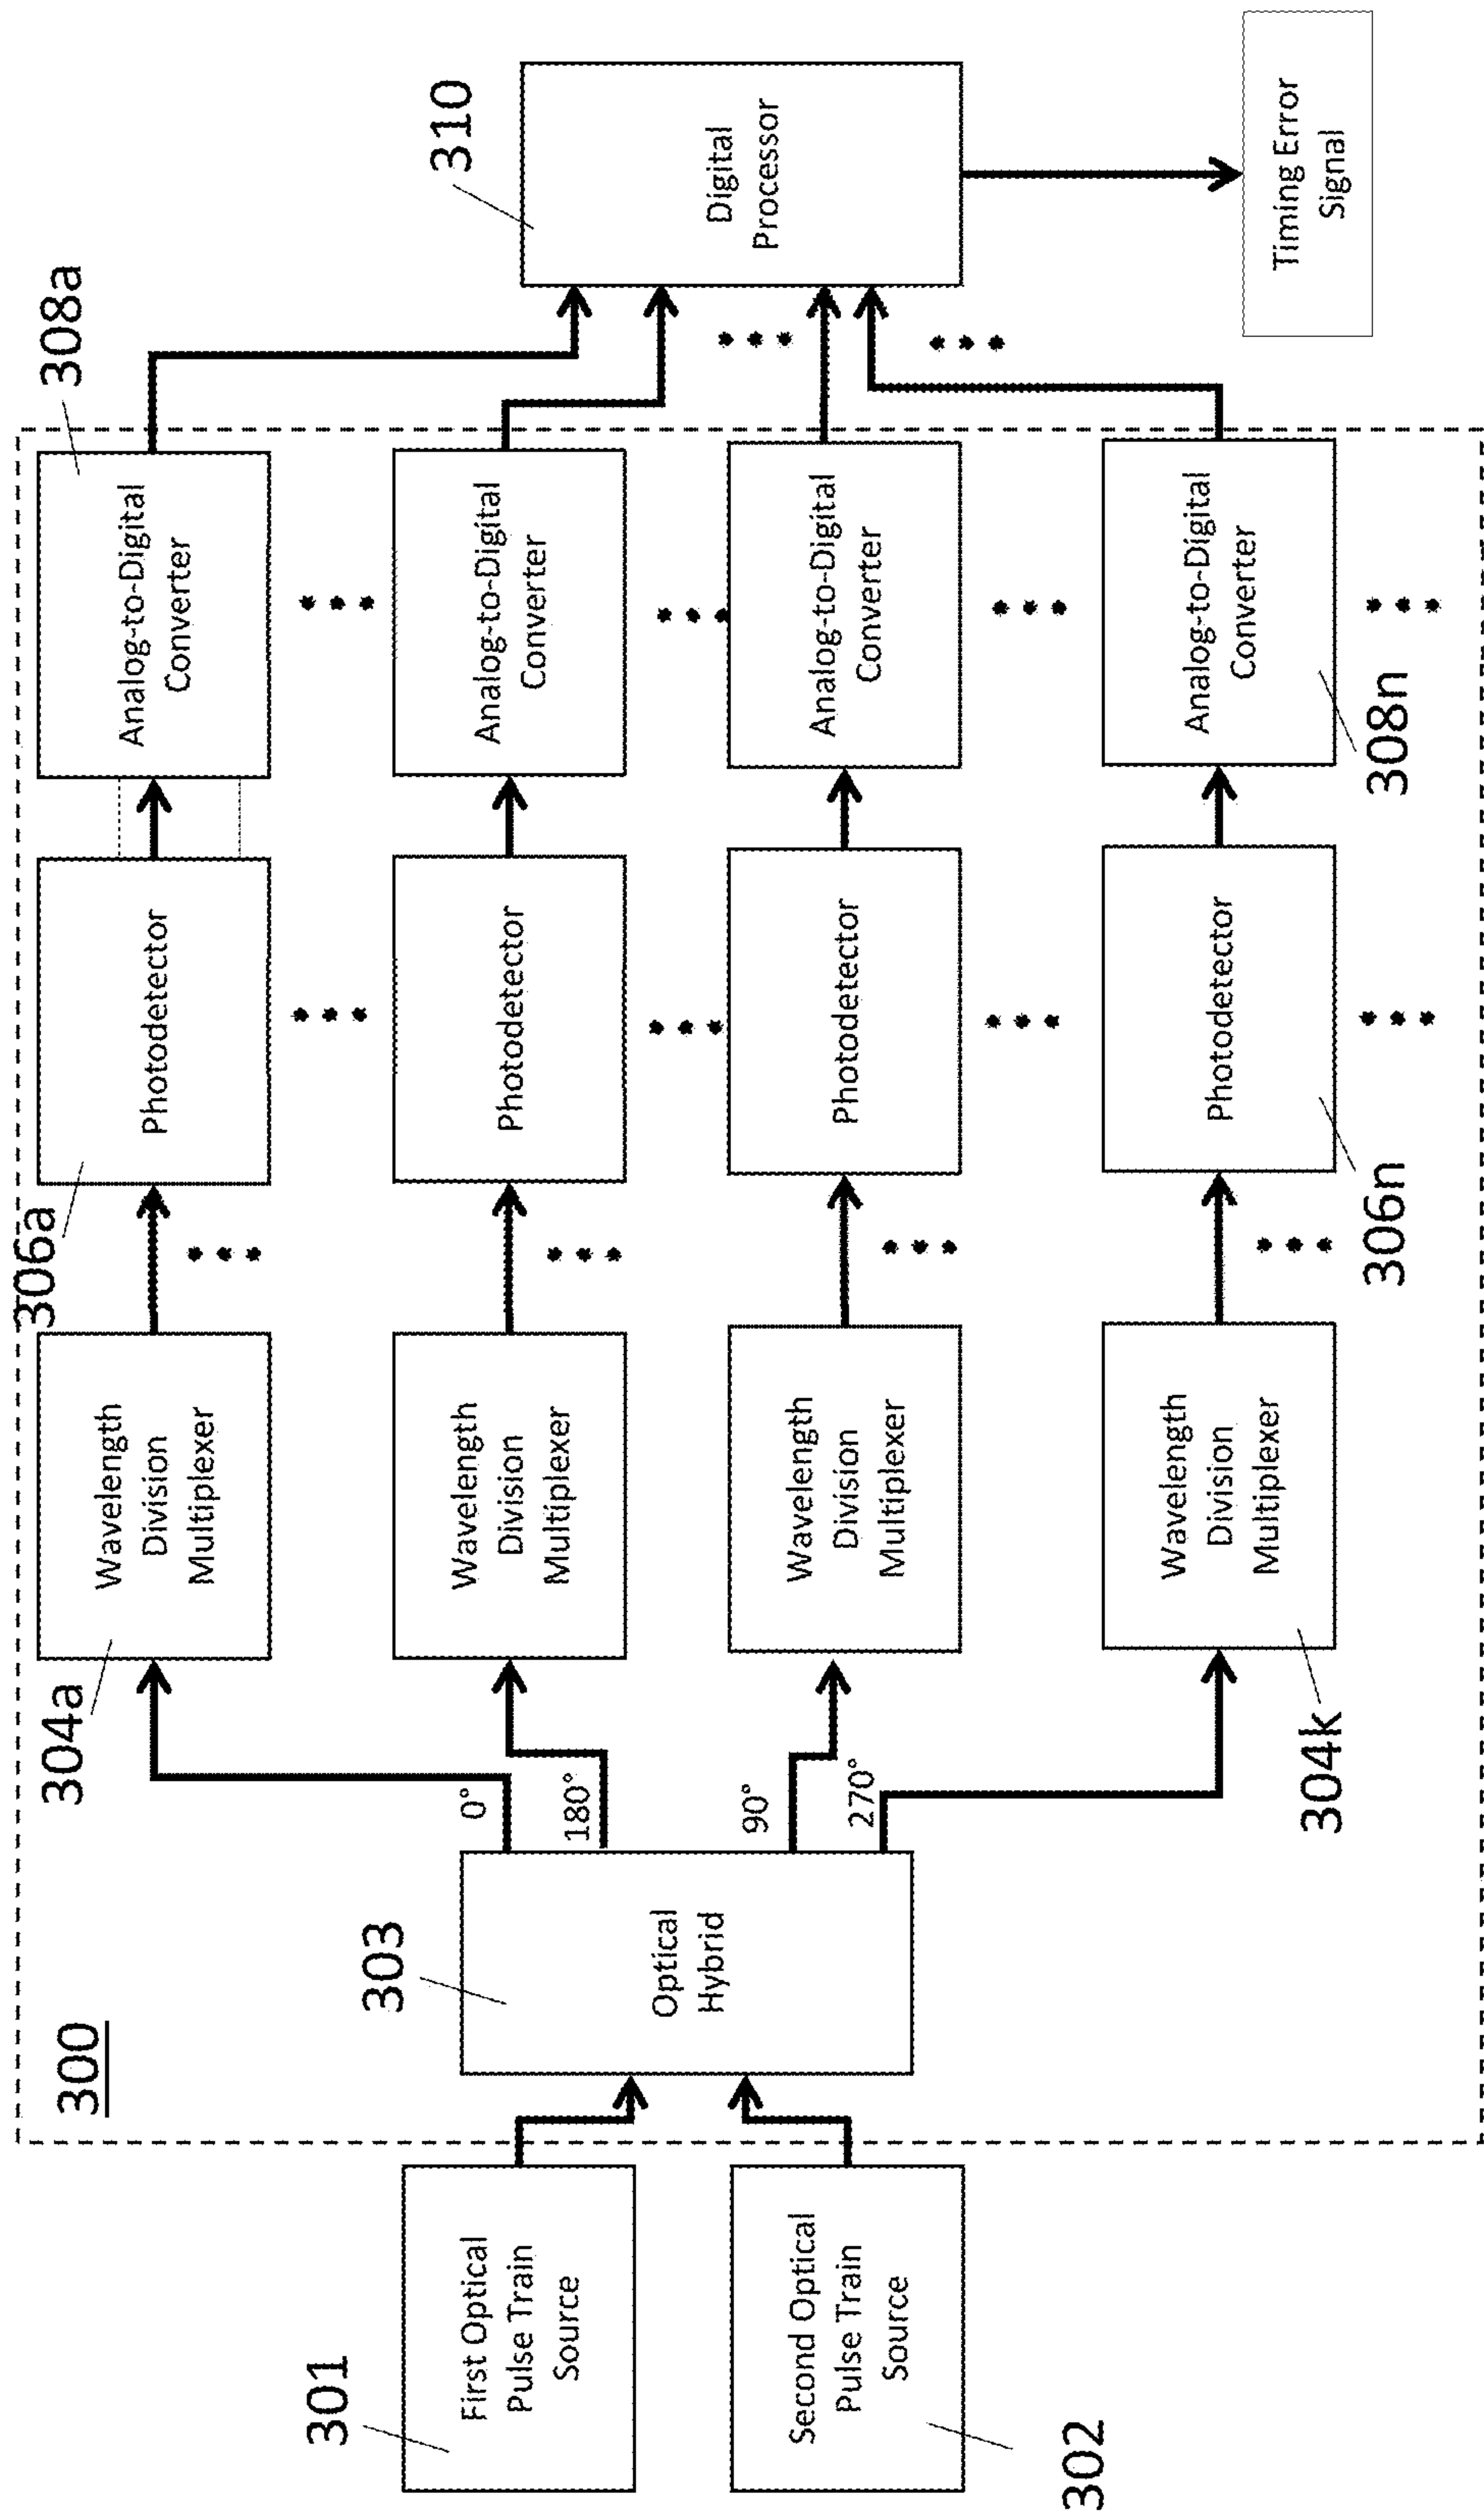 300
301
First Optical
Pulse Train
Source
302
Second Optical
Pulse Train
Source
303
Optical
Hybrid
0°
180°
90°
270°
304a
Wavelength
Division
Multiplexer
306a
Photodetector
308a
Analog-to-Digital
Converter
Wavelength
Division
Multiplexer
Photodetector
Analog-to-Digital
Converter
Wavelength
Division
Multiplexer
Photodetector
Analog-to-Digital
Converter
304k
Wavelength
Division
Multiplexer
306n
Photodetector
308n
Analog-to-Digital
Converter
310
Digital
Processor
Timing Error
Signal